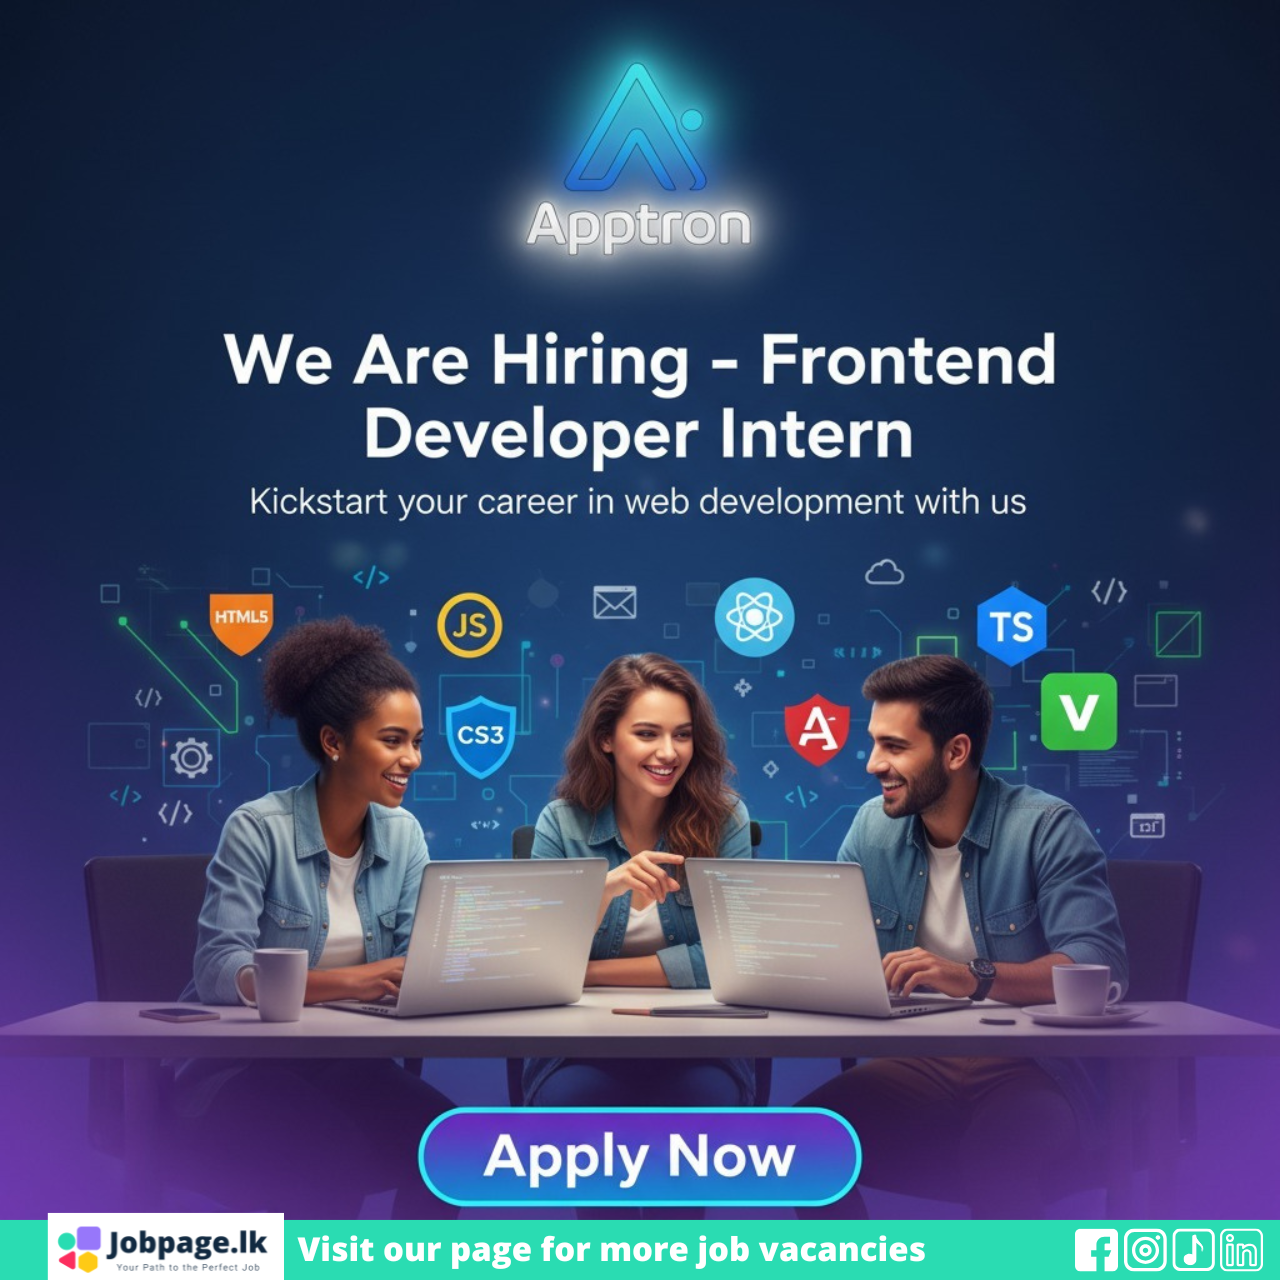 Apptron
We Are Hiring - Frontend
Developer Intern
Kickstart your career in web development with us
</>
HTML5
JS
TS
</>
</>
CS3
A
V
</>
</>
</>
Apply Now
Jobpage.lk
Your Path to the Perfect Job
Visit our page for more job vacancies